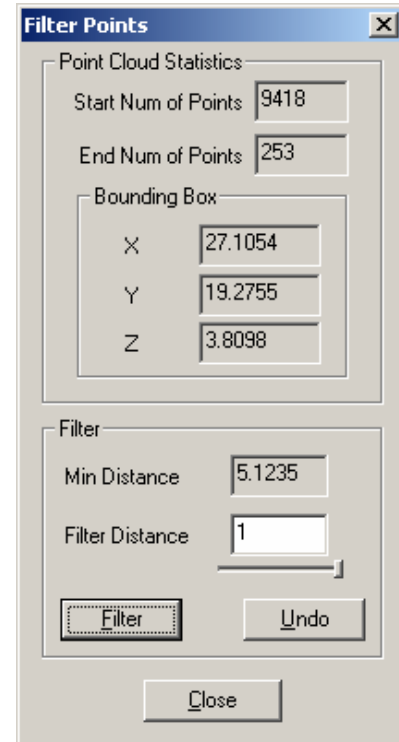 Filter Points
Point Cloud Statistics
Start Num of Points 9418
End Num of Points 253
Bounding Box
X 27.1054
Y 19.2755
Z 3.8098
Filter
Min Distance 5.1235
Filter Distance 1
Filter Undo
Close